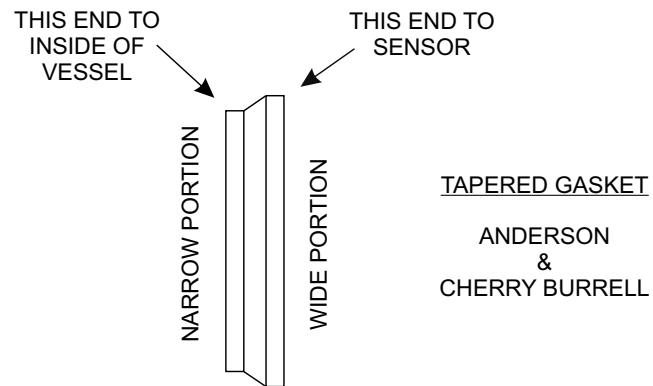 THIS END TO
INSIDE OF
VESSEL
THIS END TO
SENSOR
NARROW PORTION
WIDE PORTION
TAPERED GASKET
ANDERSON
&
CHERRY BURRELL